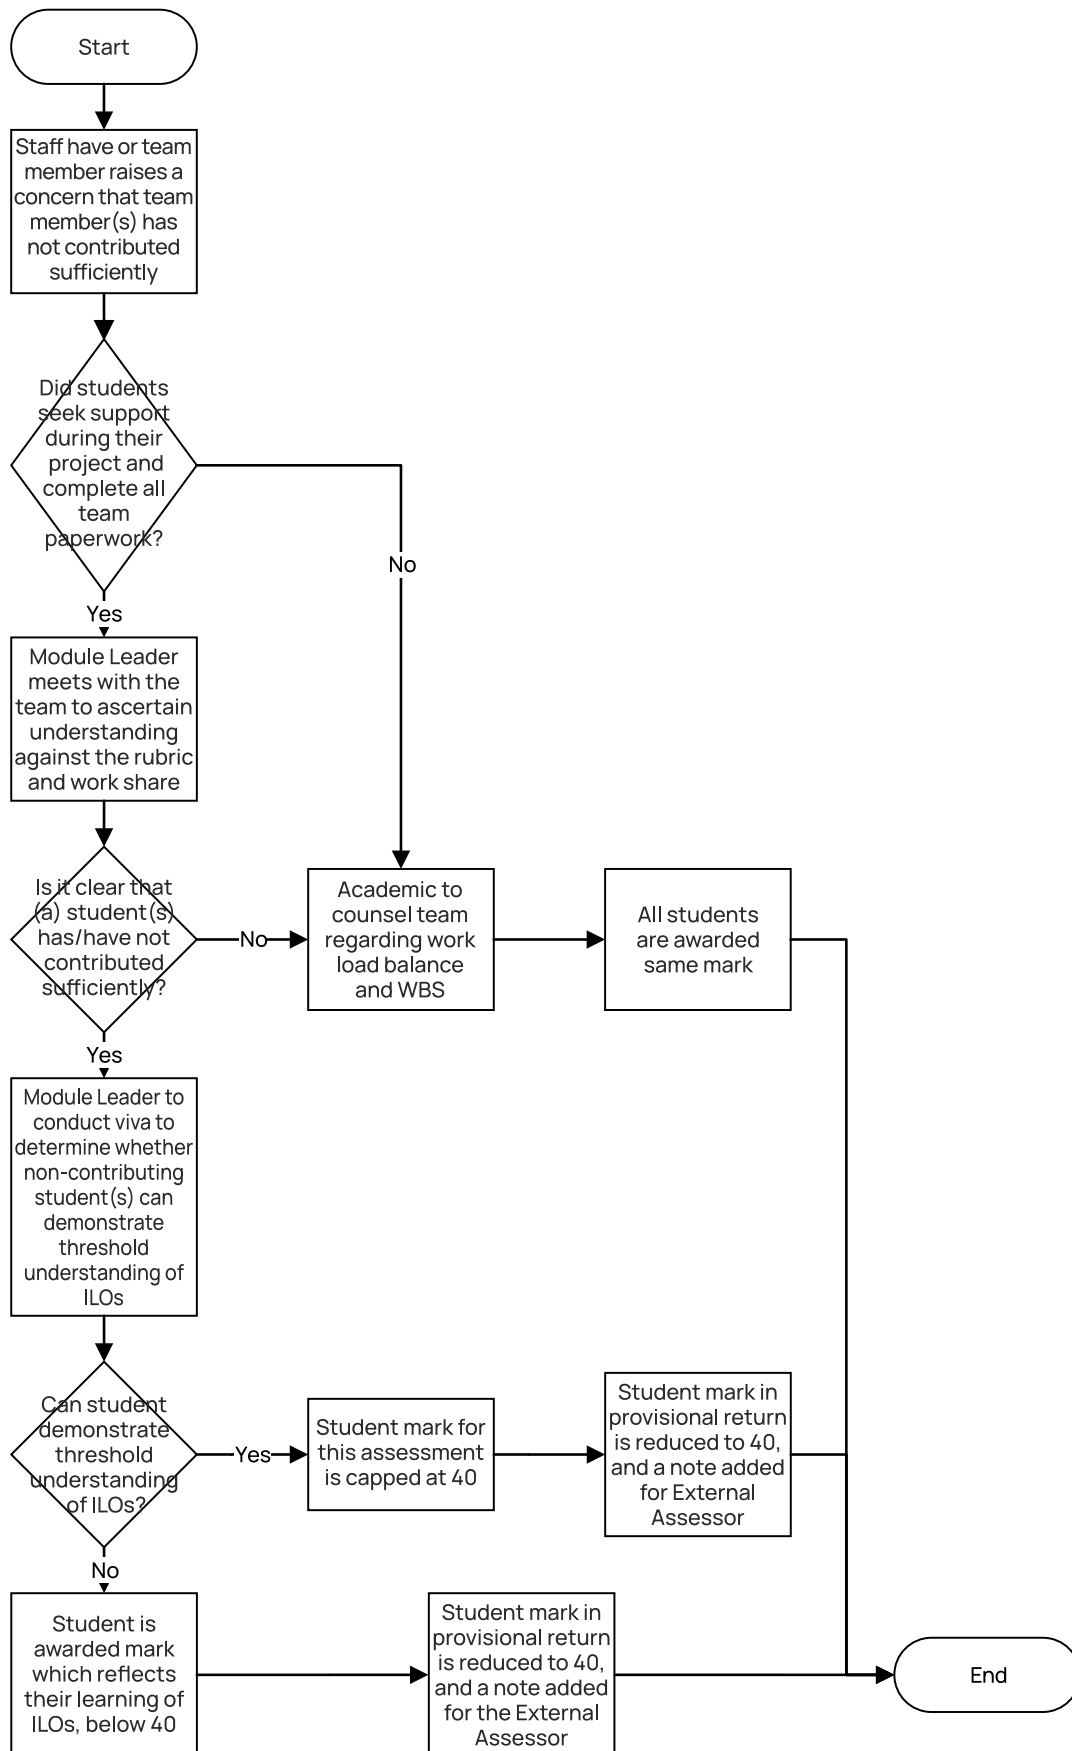 Start
Staff have or team
member raises a
concern that team
member(s) has
not contributed
sufficiently
Did students
seek support
during their
project and
complete all
team
paperwork?
No
Yes
Module Leader
meets with the
team to ascertain
understanding
against the rubric
and work share
Is it clear that
(a) student(s)
has/have not
contributed
sufficiently?
No
Academic to
counsel team
regarding work
load balance
and WBS
All students
are awarded
same mark
Yes
Module Leader to
conduct viva to
determine whether
non-contributing
student(s) can
demonstrate
threshold
understanding of
ILOs
Can student
demonstrate
threshold
understanding
of ILOs?
Yes
Student mark for
this assessment
is capped at 40
Student mark in
provisional return
is reduced to 40,
and a note added
for External
Assessor
No
Student is
awarded mark
which reflects
their learning of
ILOs, below 40
Student mark in
provisional return
is reduced to 40,
and a note added
for the External
Assessor
End